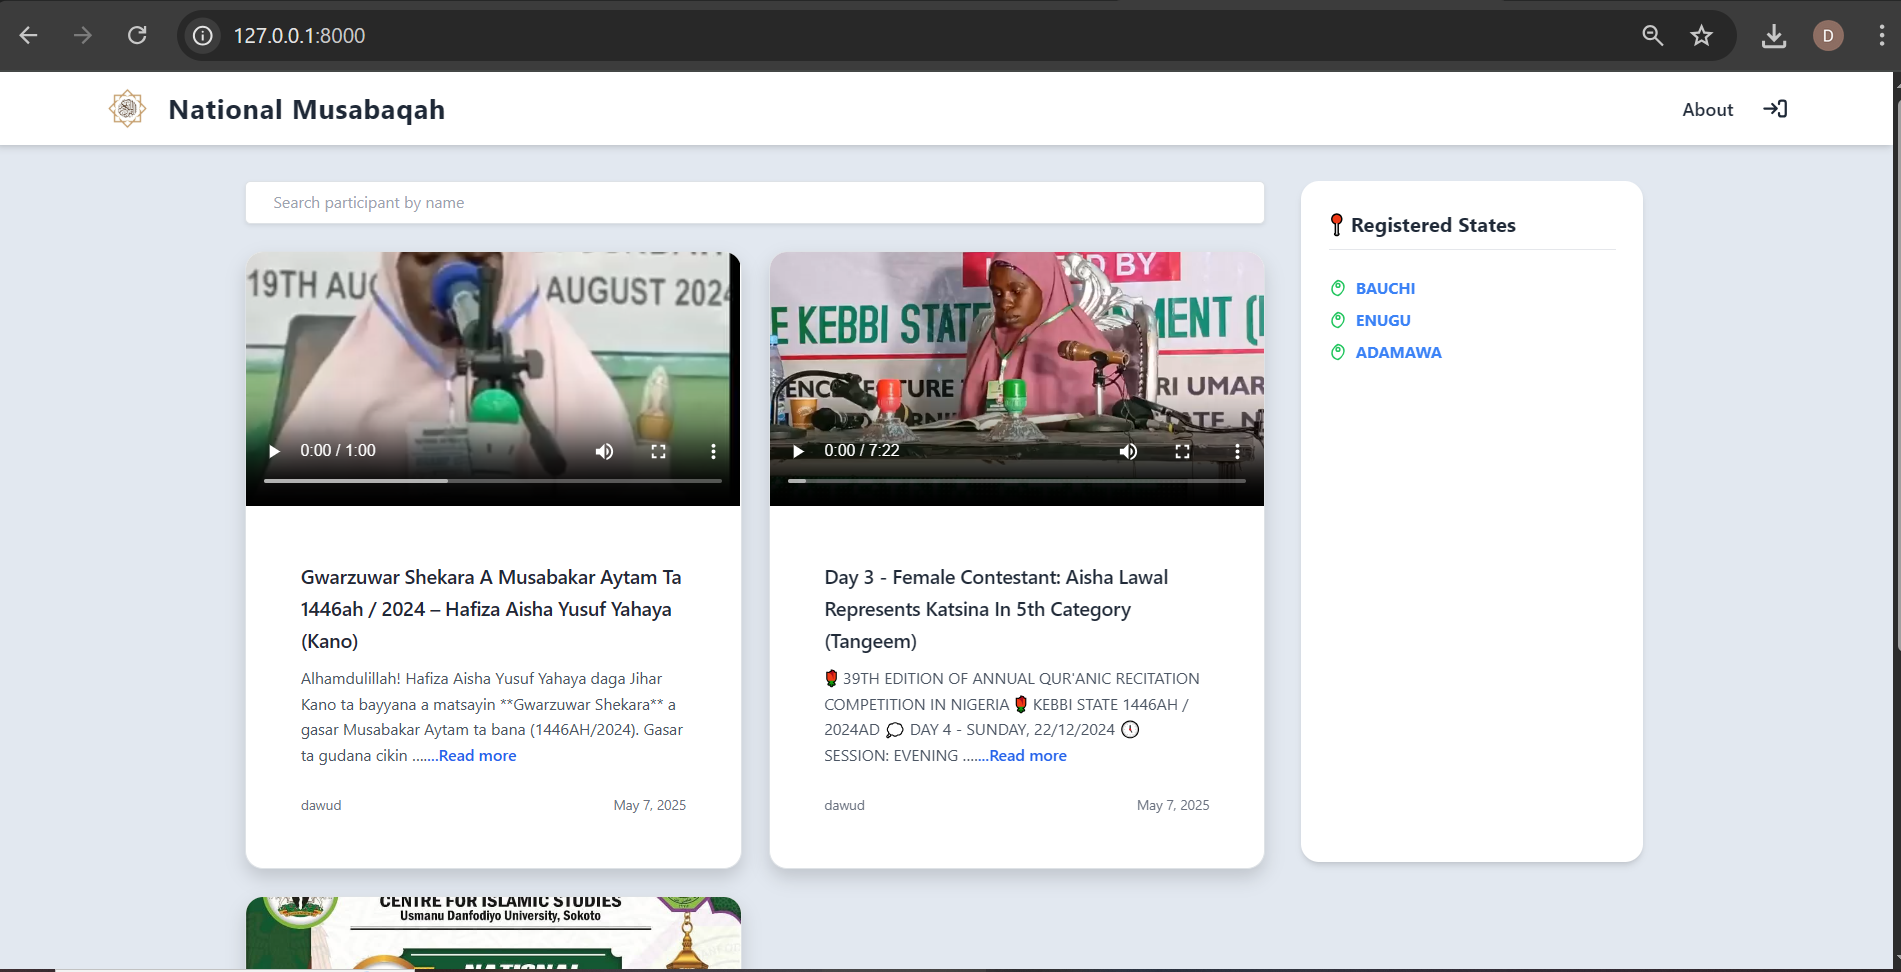 127.0.0.1:8000
D
National Musabaqah
About
Search participant by name
Registered States
BAUCHI
ENUGU
ADAMAWA
19TH AUG
AUGUST 2024
0:00 / 1:00
BY
E KEBBI STATE
MENT (
TURE
RI UMAR
TATE, N
0:00 / 7:22
Gwarzuwar Shekara A Musabakar Aytam Ta
1446ah / 2024 – Hafiza Aisha Yusuf Yahaya
(Kano)
Alhamdulillah! Hafiza Aisha Yusuf Yahaya daga Jihar
Kano ta bayyana a matsayin **Gwarzuwar Shekara** a
gasar Musabakar Aytam ta bana (1446AH/2024). Gasar
ta gudana cikin .......Read more
dawud
May 7, 2025
Day 3 - Female Contestant: Aisha Lawal
Represents Katsina In 5th Category
(Tangeem)
🌹 39TH EDITION OF ANNUAL QUR'ANIC RECITATION
COMPETITION IN NIGERIA 🌹 KEBBI STATE 1446AH /
2024AD 💭 DAY 4 - SUNDAY, 22/12/2024 🕔
SESSION: EVENING .......Read more
dawud
May 7, 2025
CENTRE FOR ISLAMIC STUDIES
Usmanu Danfodiyo University, Sokoto
NATIONAL